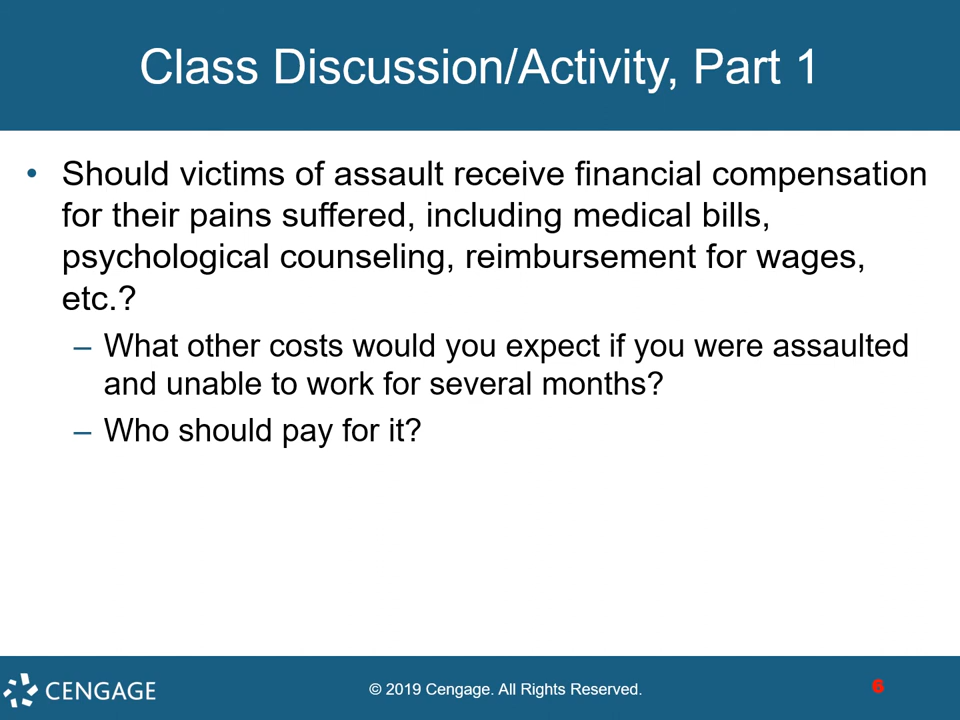 Class Discussion/Activity, Part 1
• Should victims of assault receive financial compensation
for their pains suffered, including medical bills,
psychological counseling, reimbursement for wages,
etc.?
– What other costs would you expect if you were assaulted
and unable to work for several months?
– Who should pay for it?
CENGAGE
© 2019 Cengage. All Rights Reserved.
6